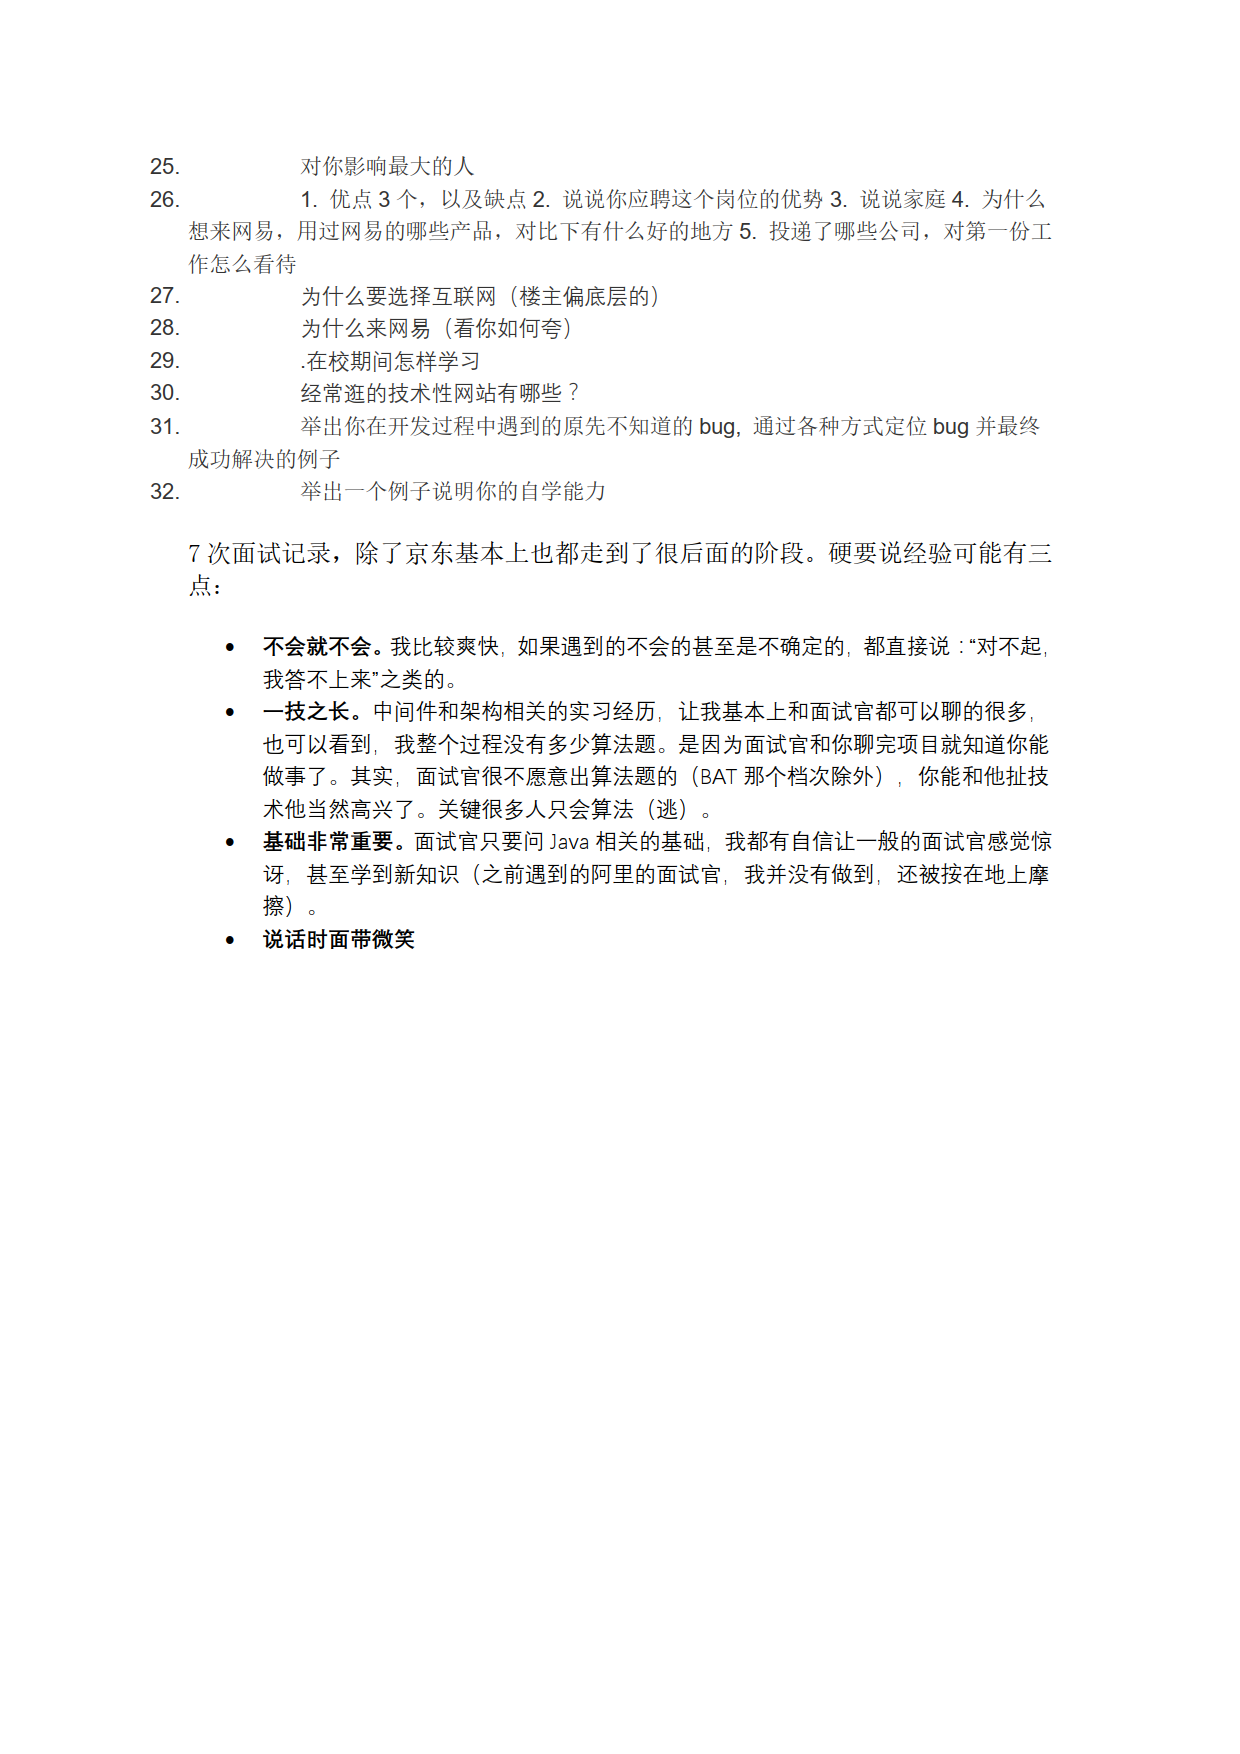 25. 对你影响最大的人
26. 1. 优点 3 个，以及缺点 2. 说说你应聘这个岗位的优势 3. 说说家庭 4. 为什么
想来网易，用过网易的哪些产品，对比下有什么好的地方 5. 投递了哪些公司，对第一份工
作怎么看待
27. 为什么要选择互联网（楼主偏底层的）
28. 为什么来网易（看你如何夸）
29. .在校期间怎样学习
30. 经常逛的技术性网站有哪些？
31. 举出你在开发过程中遇到的原先不知道的 bug, 通过各种方式定位 bug 并最终
成功解决的例子
32. 举出一个例子说明你的自学能力
7 次面试记录，除了京东基本上也都走到了很后面的阶段。硬要说经验可能有三
点：
• 不会就不会。我比较爽快，如果遇到的不会的甚至是不确定的，都直接说：“对不起，
我答不上来”之类的。
• 一技之长。中间件和架构相关的实习经历，让我基本上和面试官都可以聊的很多，
也可以看到，我整个过程没有多少算法题。是因为面试官和你聊完项目就知道你能
做事了。其实，面试官很不愿意出算法题的（BAT 那个档次除外），你能和他扯技
术他当然高兴了。关键很多人只会算法（逃）。
• 基础非常重要。面试官只要问 Java 相关的基础，我都有自信让一般的面试官感觉惊
讶，甚至学到新知识（之前遇到的阿里的面试官，我并没有做到，还被按在地上摩
擦）。
• 说话时面带微笑